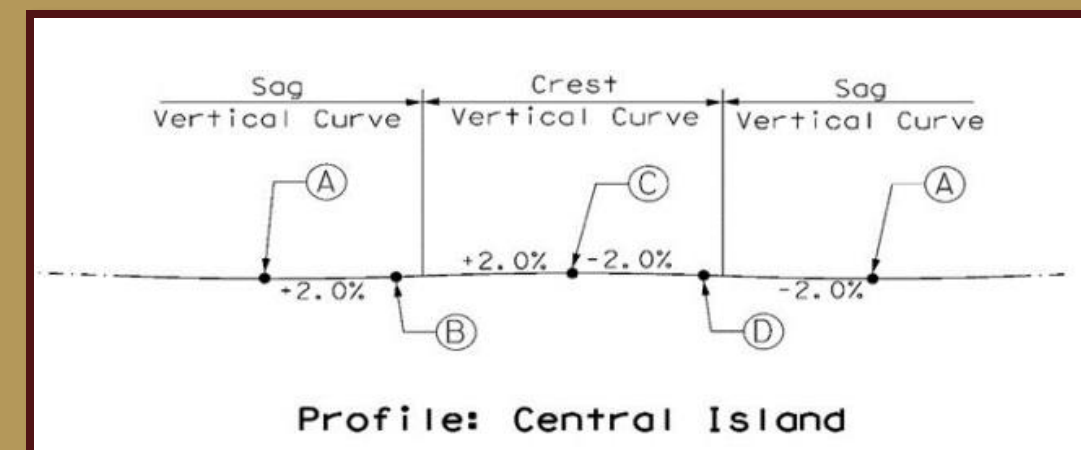 Sag Crest Sag
Vertical Curve Vertical Curve Vertical Curve
A C A
+2.0% -2.0%
+2.0% -2.0%
B D
Profile: Central Island